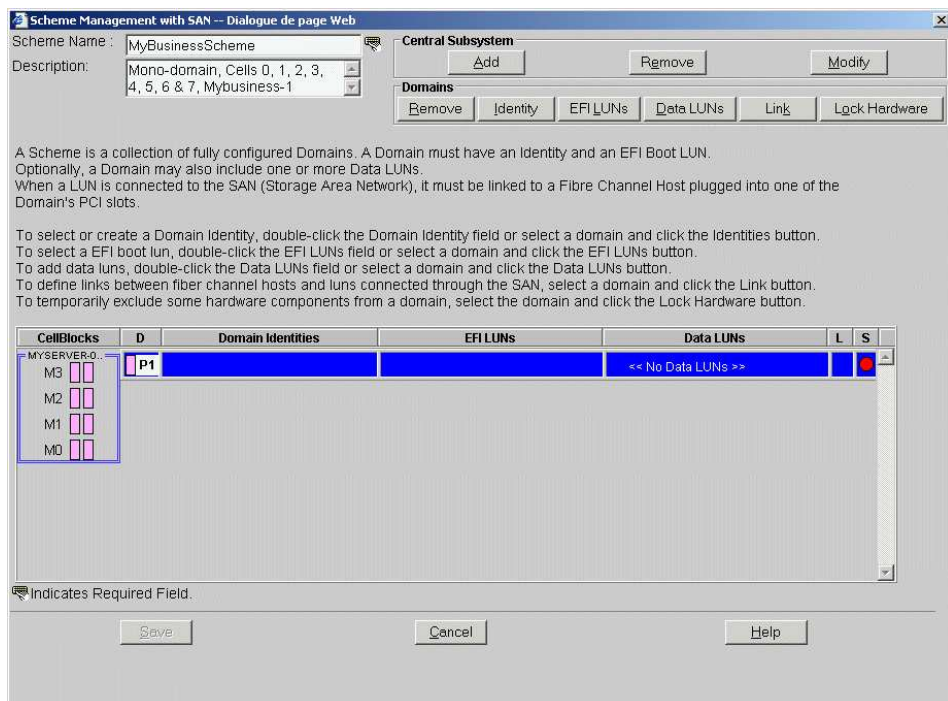 Scheme Management with SAN -- Dialogue de page Web
Scheme Name :
MyBusinessScheme
Description:
Mono-domain, Cells 0, 1, 2, 3,
4, 5, 6 & 7, Mybusiness-1
Central Subsystem
Add
Remove
Modify
Domains
Remove
Identity
EFI LUNs
Data LUNs
Link
Lock Hardware
A Scheme is a collection of fully configured Domains. A Domain must have an Identity and an EFI Boot LUN.
Optionally, a Domain may also include one or more Data LUNs.
When a LUN is connected to the SAN (Storage Area Network), it must be linked to a Fibre Channel Host plugged into one of the
Domain's PCI slots.
To select or create a Domain Identity, double-click the Domain Identity field or select a domain and click the Identities button.
To select a EFI boot lun, double-click the EFI LUNs field or select a domain and click the EFI LUNs button.
To add data luns, double-click the Data LUNs field or select a domain and click the Data LUNs button.
To define links between fiber channel hosts and luns connected through the SAN, select a domain and click the Link button.
To temporarily exclude some hardware components from a domain, select the domain and click the Lock Hardware button.
CellBlocks D Domain Identities EFI LUNs Data LUNs L S
MYSERVER-0..
P1 << No Data LUNs >>
M3
M2
M1
M0
Indicates Required Field.
Save
Cancel
Help